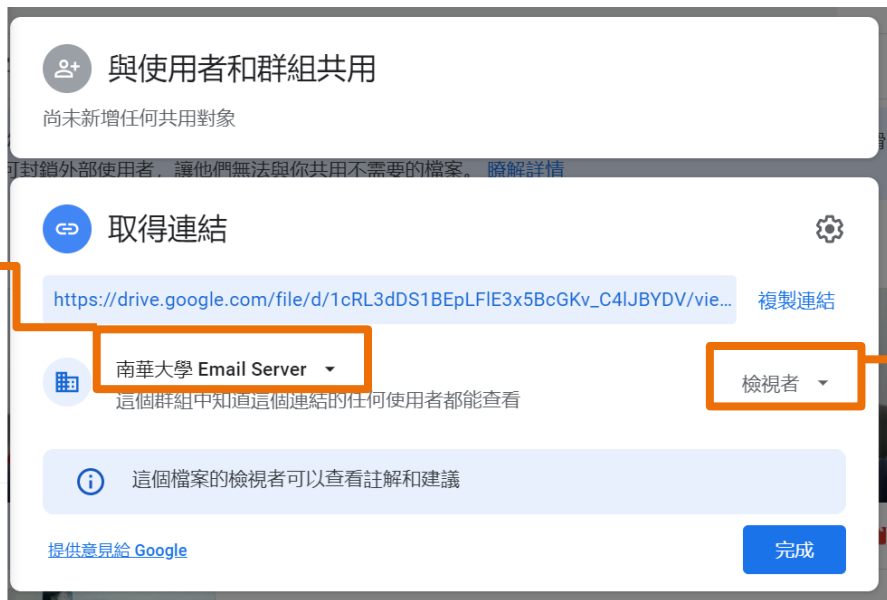 與使用者和群組共用
尚未新增任何共用對象
可封鎖外部使用者，讓他們無法與你共用不需要的檔案。 瞭解詳情
取得連結
https://drive.google.com/file/d/1cRL3dDS1BEpLFlE3x5BcGKv_C4lJBYDV/vie... 複製連結
南華大學 Email Server
檢視者
這個群組中知道這個連結的任何使用者都能查看
這個檔案的檢視者可以查看註解和建議
提供意見給 Google
完成